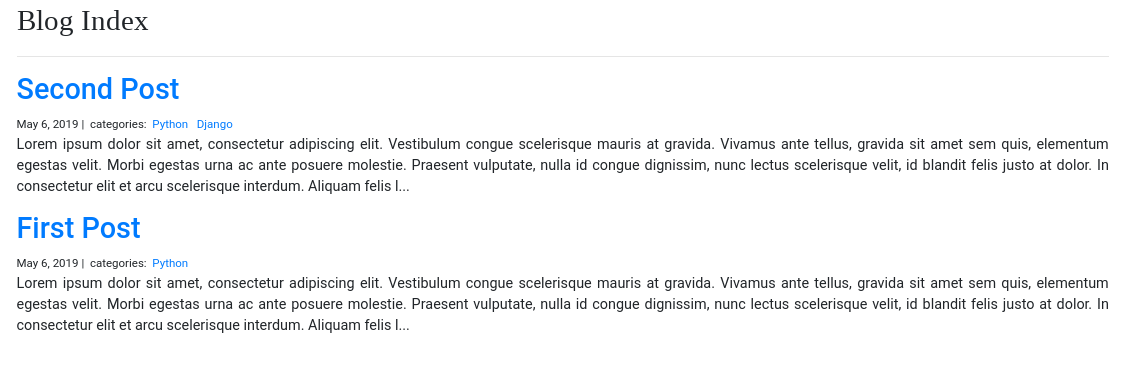 Blog Index
Second Post
May 6, 2019 | categories: Python Django
Lorem ipsum dolor sit amet, consectetur adipiscing elit. Vestibulum congue scelerisque mauris at gravida. Vivamus ante tellus, gravida sit amet sem quis, elementum
egestas velit. Morbi egestas urna ac ante posuere molestie. Praesent vulputate, nulla id congue dignissim, nunc lectus scelerisque velit, id blandit felis justo at dolor. In
consectetur elit et arcu scelerisque interdum. Aliquam felis l...
First Post
May 6, 2019 | categories: Python
Lorem ipsum dolor sit amet, consectetur adipiscing elit. Vestibulum congue scelerisque mauris at gravida. Vivamus ante tellus, gravida sit amet sem quis, elementum
egestas velit. Morbi egestas urna ac ante posuere molestie. Praesent vulputate, nulla id congue dignissim, nunc lectus scelerisque velit, id blandit felis justo at dolor. In
consectetur elit et arcu scelerisque interdum. Aliquam felis l...